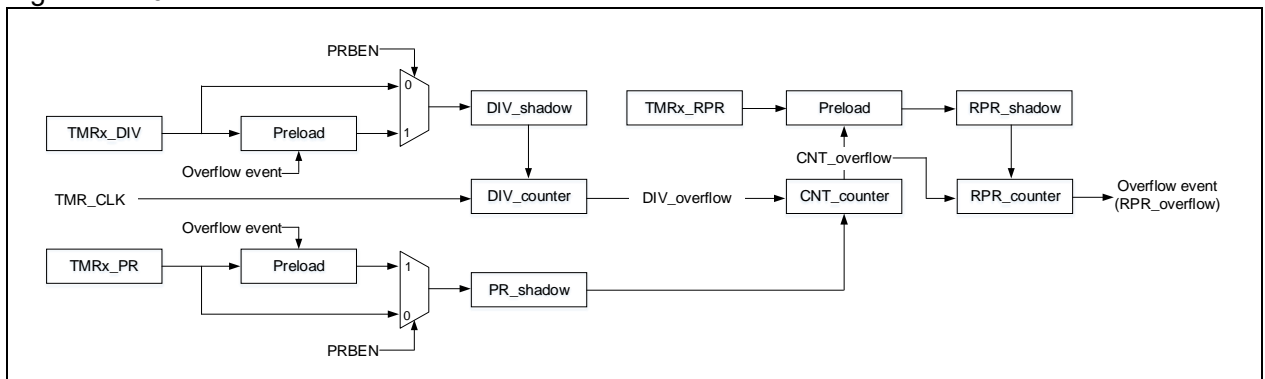 PRBEN
0
DIV_shadow
TMRx_RPR
Preload
RPR_shadow
TMRx_DIV
Preload
1
Overflow event
CNT_overflow
TMR_CLK
DIV_counter
DIV_overflow
CNT_counter
RPR_counter
Overflow event
(RPR_overflow)
Overflow event
TMRx_PR
Preload
1
PR_shadow
0
PRBEN